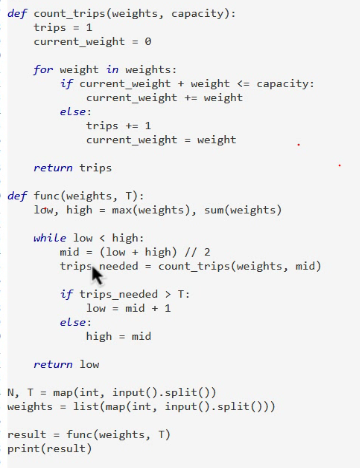 def count_trips(weights, capacity):
    trips = 1
    current_weight = 0
    for weight in weights:
        if current_weight + weight <= capacity:
            current_weight += weight
        else:
            trips += 1
            current_weight = weight
    return trips
def func(weights, T):
    low, high = max(weights), sum(weights)
    while low < high:
        mid = (low + high) // 2
        trips_needed = count_trips(weights, mid)
        if trips_needed > T:
            low = mid + 1
        else:
            high = mid
    return low
N, T = map(int, input().split())
weights = list(map(int, input().split()))
result = func(weights, T)
print(result)